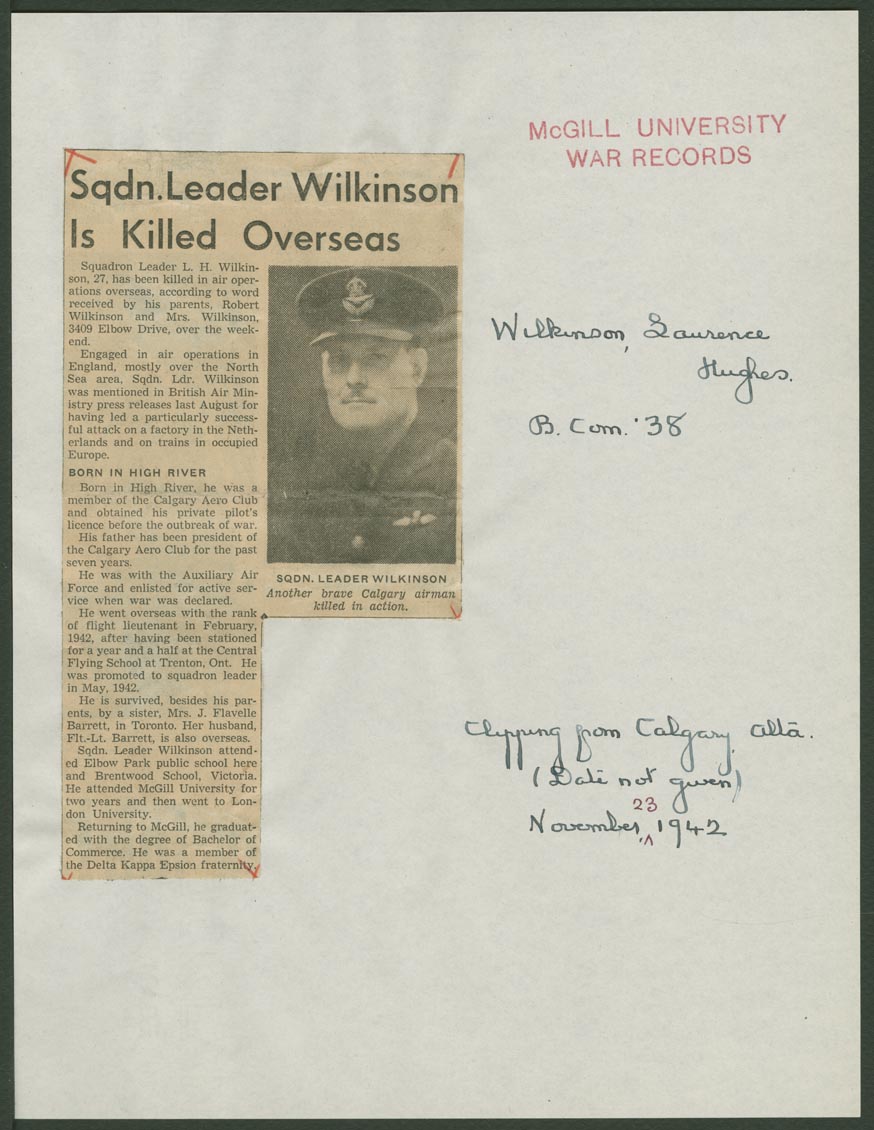 McGILL UNIVERSITY
WAR RECORDS
Sqdn. Leader Wilkinson
Is Killed Overseas
Squadron Leader L. H. Wilkin-
son, 27, has been killed in air oper-
ations overseas, according to word
received by his parents, Robert
Wilkinson and Mrs. Wilkinson,
3409 Elbow Drive, over the week-
end.
Engaged in air operations in
England, mostly over the North
Sea area, Sqdn. Ldr. Wilkinson
was mentioned in British Air Min-
istry press releases last August for
having led a particularly success-
ful attack on a factory in the Neth-
erlands and on trains in occupied
Europe.
BORN IN HIGH RIVER
Born in High River, he was a
member of the Calgary Aero Club
and obtained his private pilot's
licence before the outbreak of war.
His father has been president of
the Calgary Aero Club for the past
seven years.
He was with the Auxiliary Air
Force and enlisted for active ser-
vice when war was declared.
He went overseas with the rank
of flight lieutenant in February,
1942, after having been stationed
for a year and a half at the Central
Flying School at Trenton, Ont. He
was promoted to squadron leader
in May, 1942.
He is survived, besides his par-
ents, by a sister, Mrs. J. Flavelle
Barrett, in Toronto. Her husband,
Flt.-Lt. Barrett, is also overseas.
Sqdn. Leader Wilkinson attend-
ed Elbow Park public school here
and Brentwood School, Victoria.
He attended McGill University for
two years and then went to Lon-
don University.
Returning to McGill, he graduat-
ed with the degree of Bachelor of
Commerce. He was a member of
the Delta Kappa Epsion fraternity.
SQDN. LEADER WILKINSON
Another brave Calgary airman
killed in action.
Wilkinson, Laurence
Hughes.
B. Com. '38
Clipping from Calgary, Alta.
(Date not given)
23
November, 1942